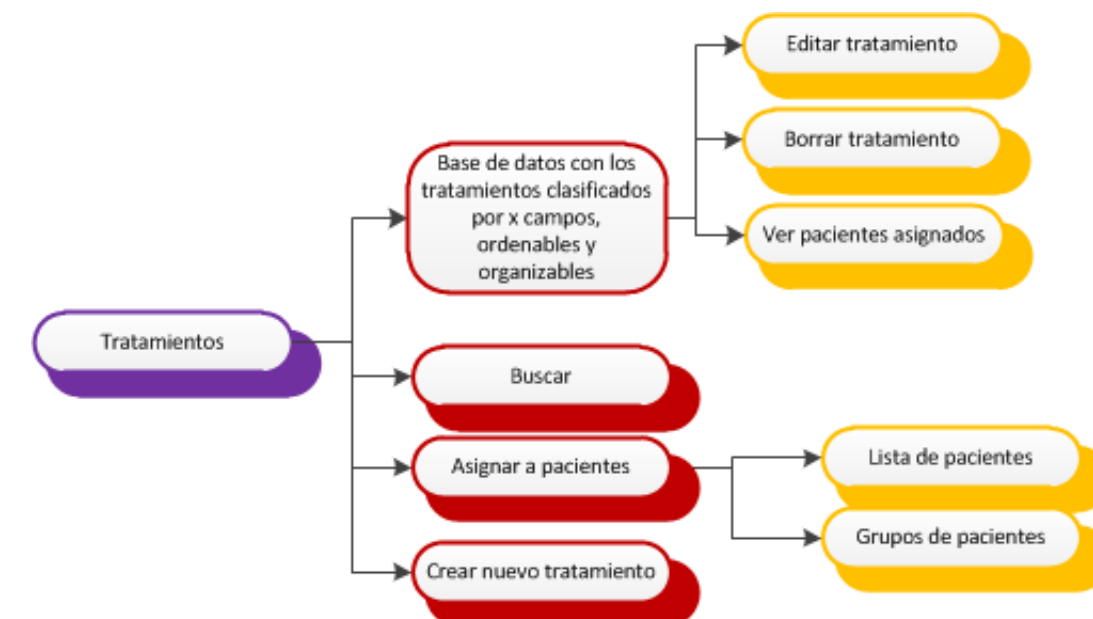 Tratamientos
Base de datos con los
tratamientos clasificados
por x campos,
ordenables y
organizables
Editar tratamiento
Borrar tratamiento
Ver pacientes asignados
Buscar
Asignar a pacientes
Lista de pacientes
Grupos de pacientes
Crear nuevo tratamiento